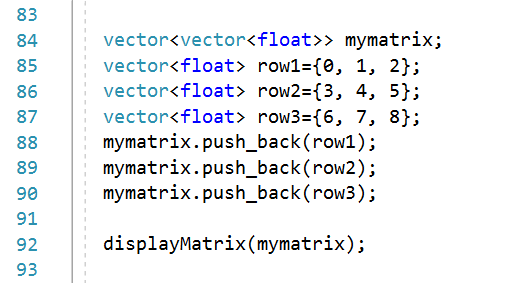 83
84 vector<vector<float>> mymatrix;
85 vector<float> row1={0, 1, 2};
86 vector<float> row2={3, 4, 5};
87 vector<float> row3={6, 7, 8};
88 mymatrix.push_back(row1);
89 mymatrix.push_back(row2);
90 mymatrix.push_back(row3);
91
92 displayMatrix(mymatrix);
93